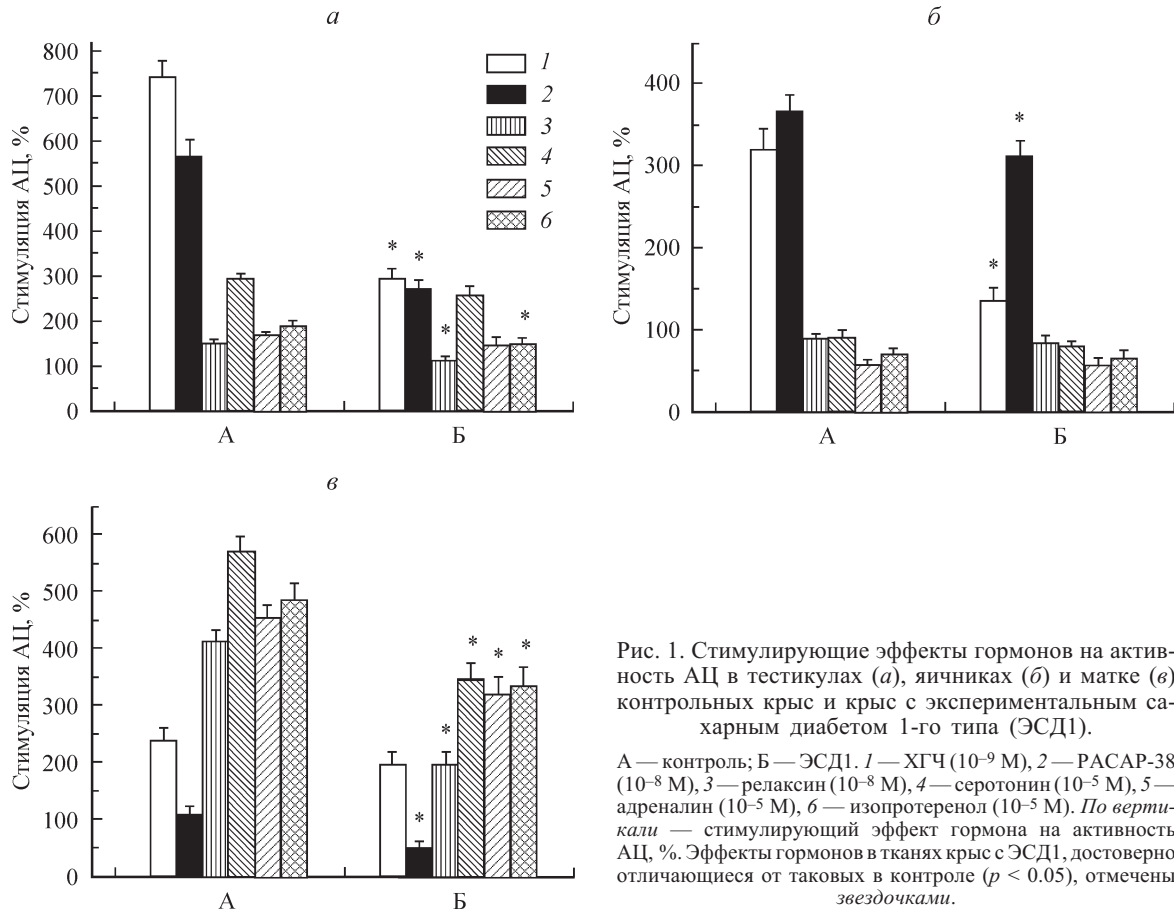 а
Стимуляция АЦ, %
800
700
600
500
400
300
200
100
0
1
2
3
4
5
6
*
*
*
*
А
Б
б
Стимуляция АЦ, %
400
300
200
100
0
*
*
А
Б
в
Стимуляция АЦ, %
600
500
400
300
200
100
0
*
*
*
*
*
А
Б
Рис. 1. Стимулирующие эффекты гормонов на актив-
ность АЦ в тестикулах (а), яичниках (б) и матке (в)
контрольных крыс и крыс с экспериментальным са-
харным диабетом 1-го типа (ЭСД1).
А — контроль; Б — ЭСД1. 1 — ХГЧ (10⁻⁹ М), 2 — PACAP-38
(10⁻⁸ М), 3 — релаксин (10⁻⁸ М), 4 — серотонин (10⁻⁵ М), 5 —
адреналин (10⁻⁵ М), 6 — изопротеренол (10⁻⁵ М). По верти-
кали — стимулирующий эффект гормона на активность
АЦ, %. Эффекты гормонов в тканях крыс с ЭСД1, достоверно
отличающиеся от таковых в контроле (p < 0.05), отмечены
звездочками.